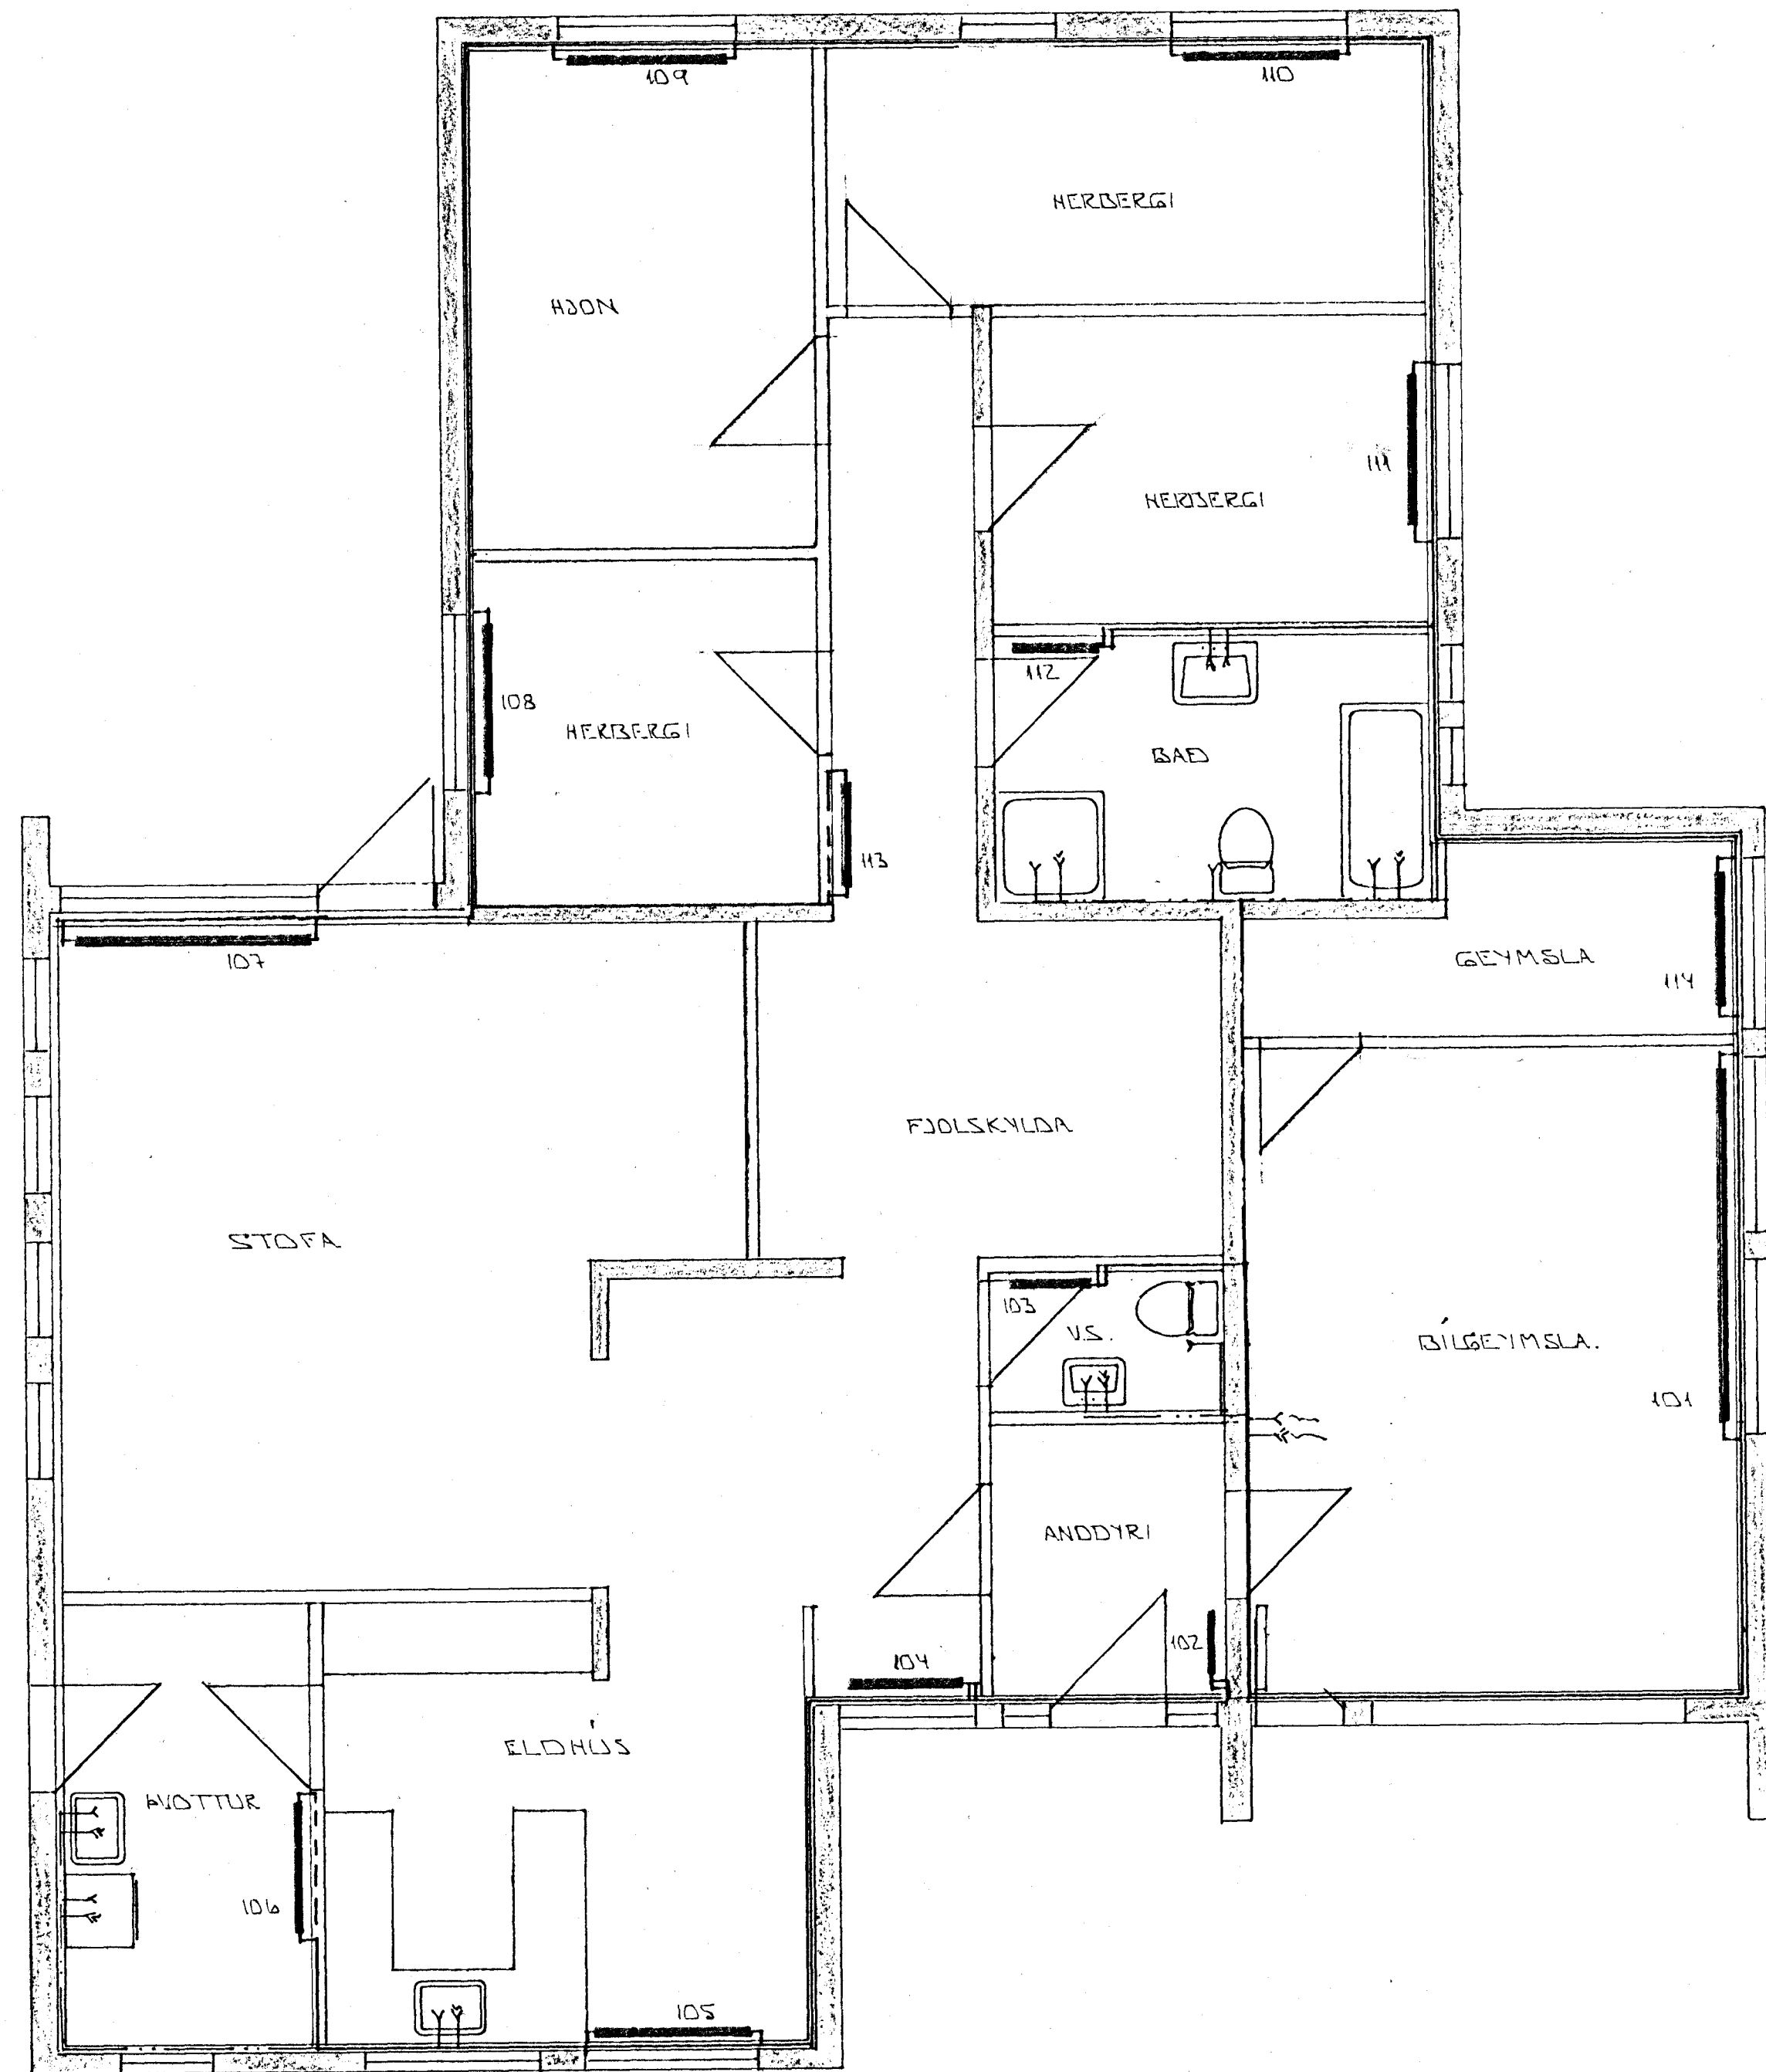 109
110
HERBERGI
HJON
111
HERBERGI
112
108
HERBERGI
BAÐ
113
107
GEYMSLA
114
FJOLSKYLDA
STOFA
103
V.S.
BÍLGEYMSLA.
101
ANDDYRI
102
104
ELDHÚS
ÞVOTTUR
106
105